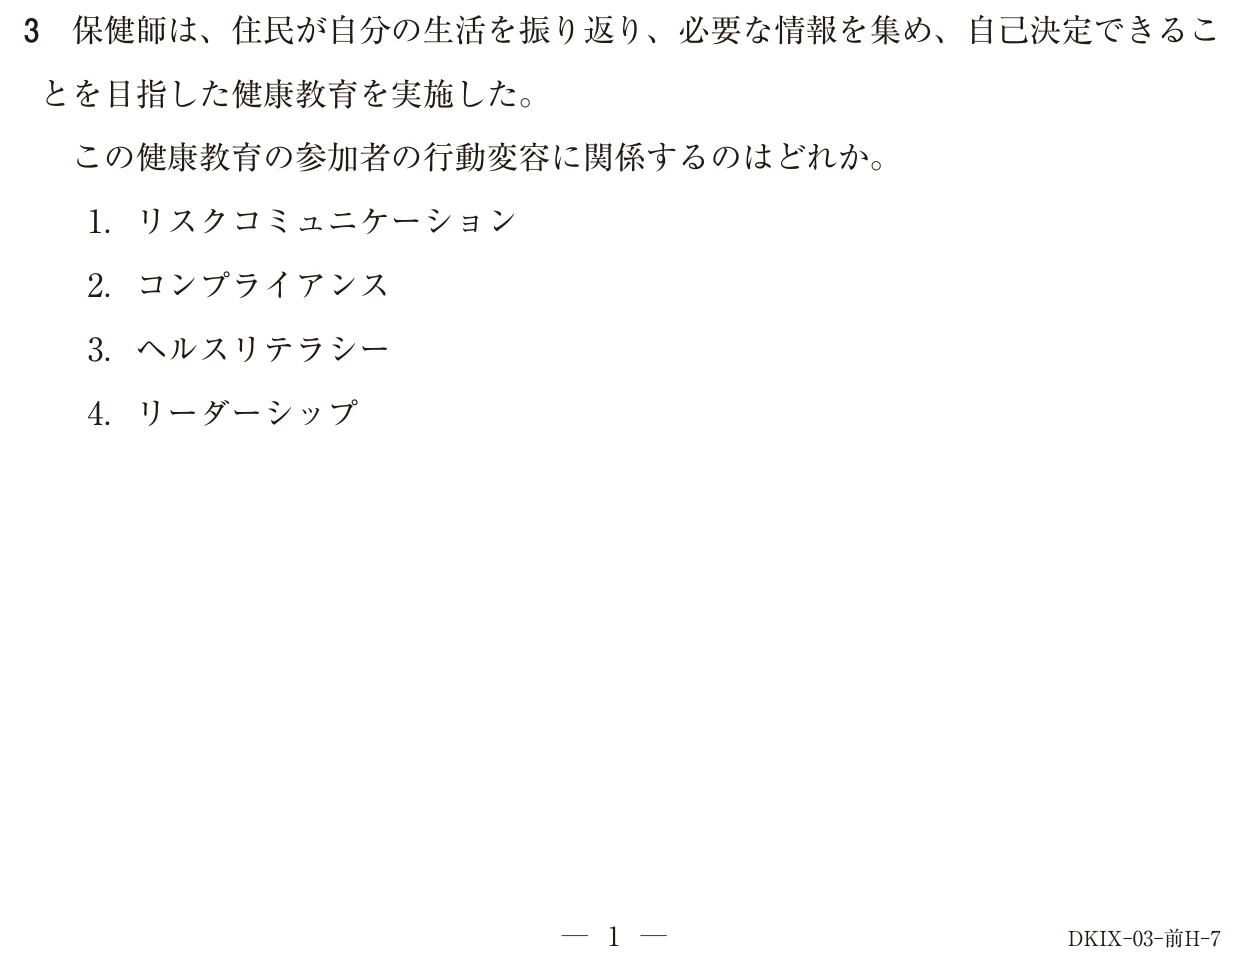 3 保健師は、住民が自分の生活を振り返り、必要な情報を集め、自己決定できるこ
とを目指した健康教育を実施した。
この健康教育の参加者の行動変容に関係するのはどれか。
1. リスクコミュニケーション
2. コンプライアンス
3. ヘルスリテラシー
4. リーダーシップ
— 1 —
DKIX-03-前H-7